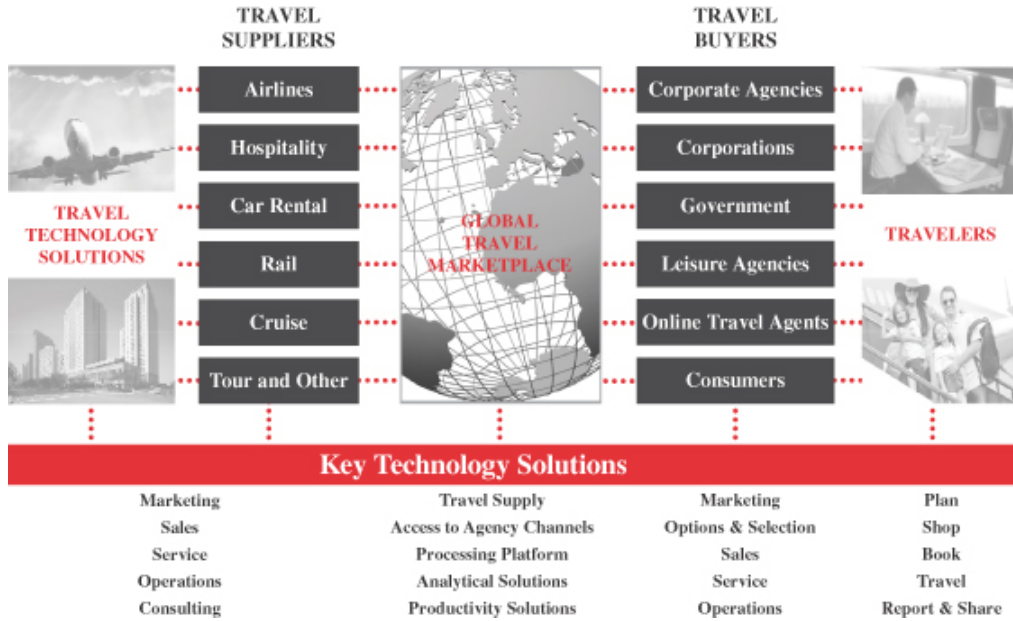 TRAVEL
SUPPLIERS
TRAVEL
BUYERS
Airlines
Hospitality
Car Rental
Rail
Cruise
Tour and Other
TRAVEL
TECHNOLOGY
SOLUTIONS
GLOBAL
TRAVEL
MARKETPLACE
Corporate Agencies
Corporations
Government
Leisure Agencies
Online Travel Agents
Consumers
TRAVELERS
Key Technology Solutions
Marketing
Sales
Service
Operations
Consulting
Travel Supply
Access to Agency Channels
Processing Platform
Analytical Solutions
Productivity Solutions
Marketing
Options & Selection
Sales
Service
Operations
Plan
Shop
Book
Travel
Report & Share